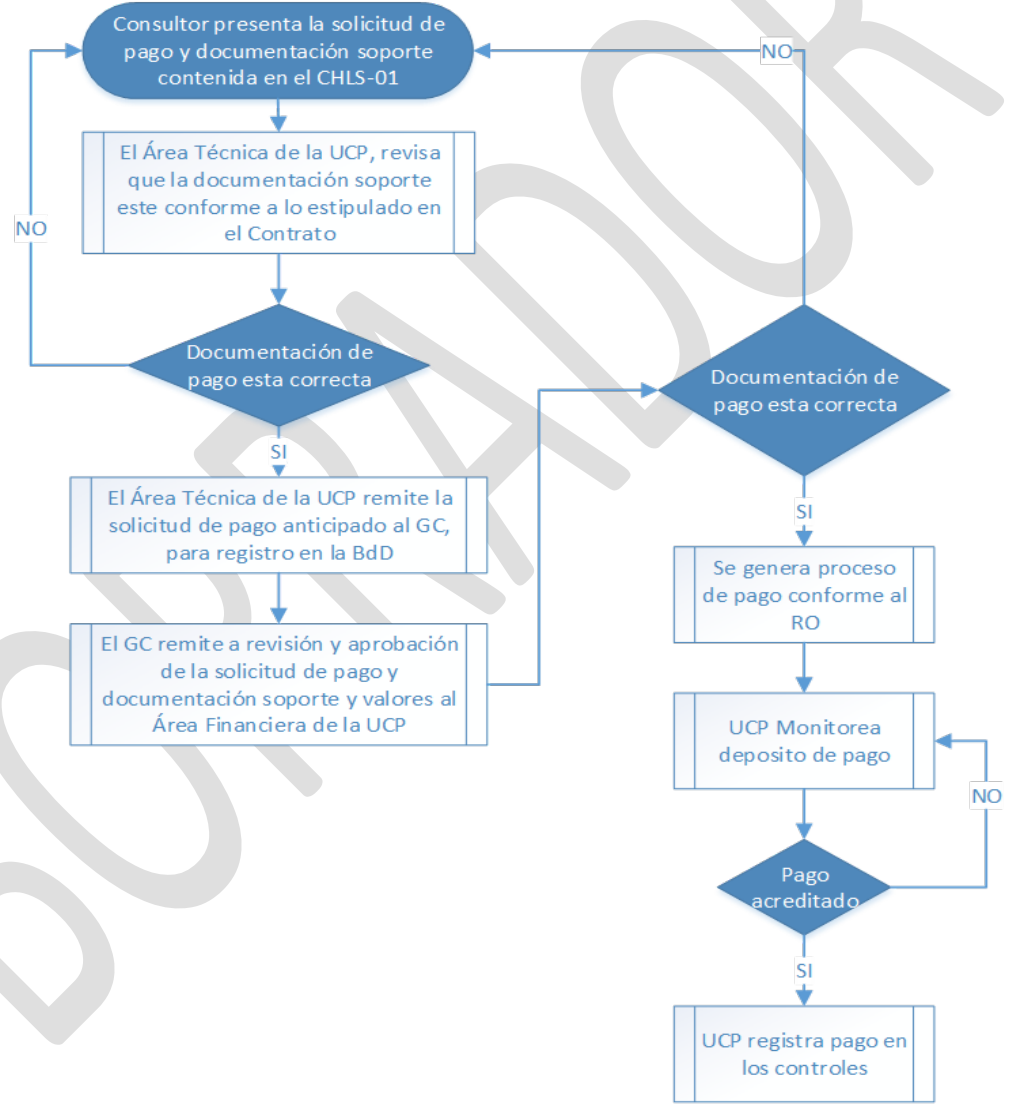 Consultor presenta la solicitud de
pago y documentación soporte
contenida en el CHLS-01
El Área Técnica de la UCP, revisa
que la documentación soporte
este conforme a lo estipulado en
el Contrato
NO
Documentación de
pago esta correcta
SI
El Área Técnica de la UCP remite la
solicitud de pago anticipado al GC,
para registro en la BdD
El GC remite a revisión y aprobación
de la solicitud de pago y
documentación soporte y valores al
Área Financiera de la UCP
NO
Documentación de
pago esta correcta
SI
Se genera proceso
de pago conforme al
RO
UCP Monitorea
deposito de pago
NO
Pago
acreditado
SI
UCP registra pago en
los controles
BORRADOR